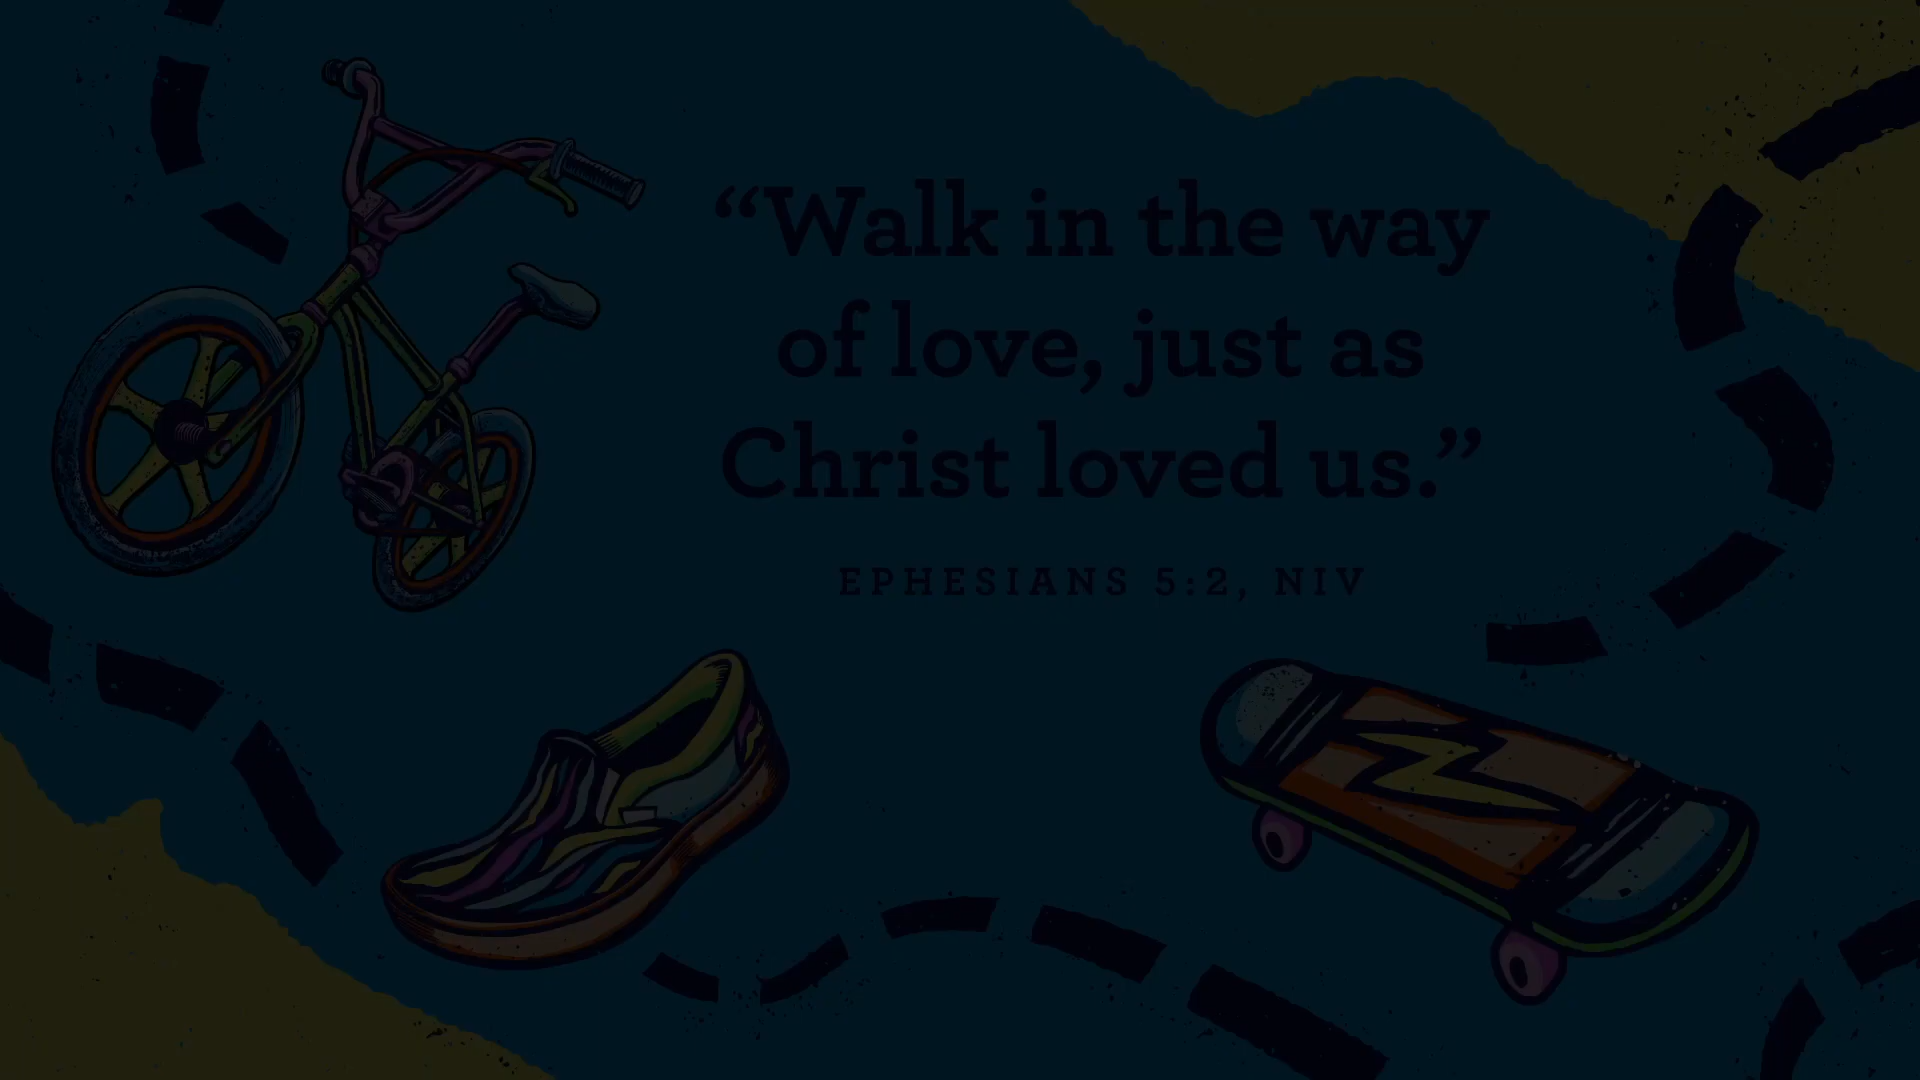 “Walk in the way
of love, just as
Christ loved us.”
EPHESIANS 5:2, NIV